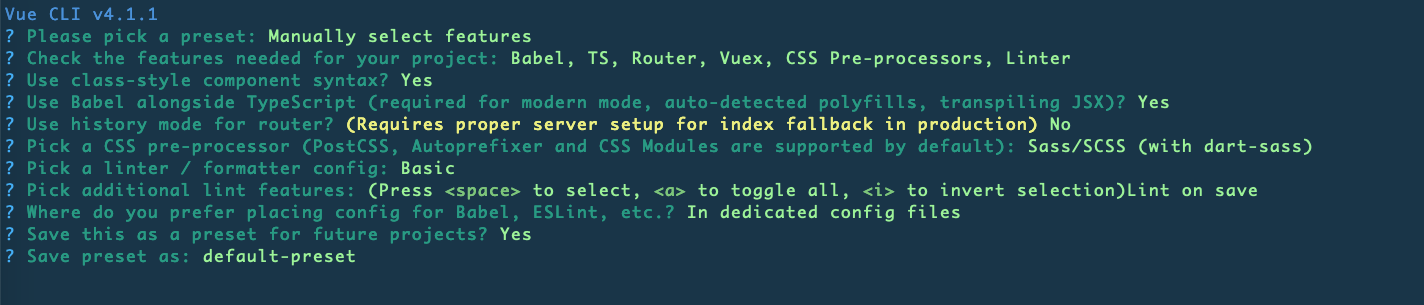 Vue CLI v4.1.1
? Please pick a preset: Manually select features
? Check the features needed for your project: Babel, TS, Router, Vuex, CSS Pre-processors, Linter
? Use class-style component syntax? Yes
? Use Babel alongside TypeScript (required for modern mode, auto-detected polyfills, transpiling JSX)? Yes
? Use history mode for router? (Requires proper server setup for index fallback in production) No
? Pick a CSS pre-processor (PostCSS, Autoprefixer and CSS Modules are supported by default): Sass/SCSS (with dart-sass)
? Pick a linter / formatter config: Basic
? Pick additional lint features: (Press <space> to select, <a> to toggle all, <i> to invert selection)Lint on save
? Where do you prefer placing config for Babel, ESLint, etc.? In dedicated config files
? Save this as a preset for future projects? Yes
? Save preset as: default-preset